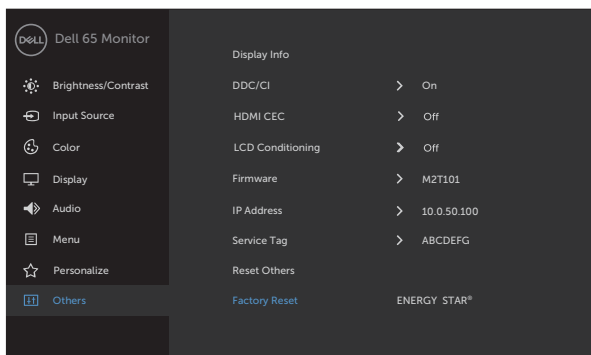 DELL Dell 65 Monitor
Display Info
Brightness/Contrast DDC/CI > On
Input Source HDMI CEC > Off
Color LCD Conditioning > Off
Display Firmware > M2T101
Audio IP Address > 10.0.50.100
Menu Service Tag > ABCDEFG
Personalize Reset Others
Others Factory Reset ENERGY STAR®